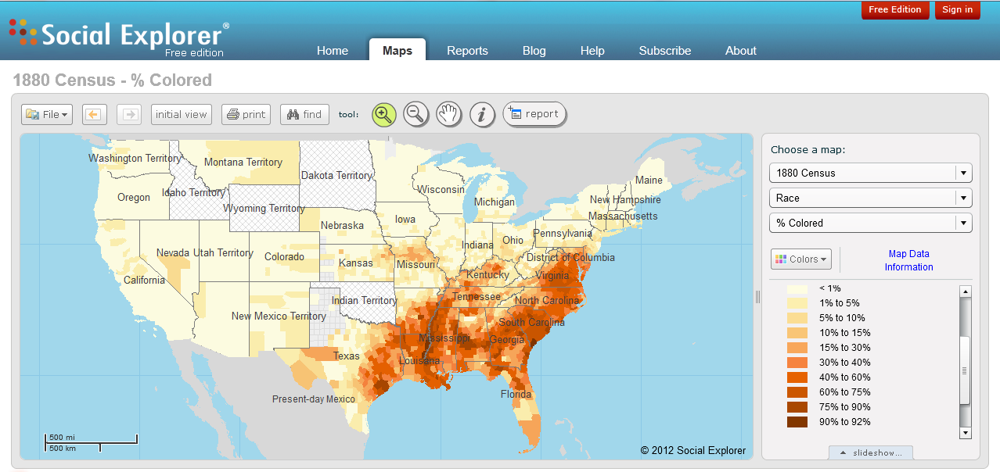 Free Edition
Sign in
Social Explorer®
Free edition
Home
Maps
Reports
Blog
Help
Subscribe
About
1880 Census - % Colored
File
initial view
print
find
tool:
report
Washington Territory
Montana Territory
Dakota Territory
Oregon
Idaho Territory
Wyoming Territory
Wisconsin
Michigan
Maine
New Hampshire
Massachusetts
Nebraska
Iowa
Indiana
Ohio
Pennsylvania
Nevada
Utah Territory
Colorado
Kansas
Missouri
District of Columbia
California
Kentucky
Virginia
Indian Territory
Tennessee
North Carolina
New Mexico Territory
South Carolina
Mississippi
Georgia
Texas
Louisiana
Florida
Present-day Mexico
500 mi
500 km
© 2012 Social Explorer
Choose a map:
1880 Census
Race
% Colored
Colors
Map Data
Information
< 1%
1% to 5%
5% to 10%
10% to 15%
15% to 30%
30% to 40%
40% to 60%
60% to 75%
75% to 90%
90% to 92%
slideshow...